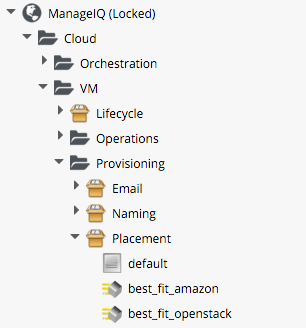 ManageIQ (Locked)
Cloud
Orchestration
VM
Lifecycle
Operations
Provisioning
Email
Naming
Placement
default
best_fit_amazon
best_fit_openstack